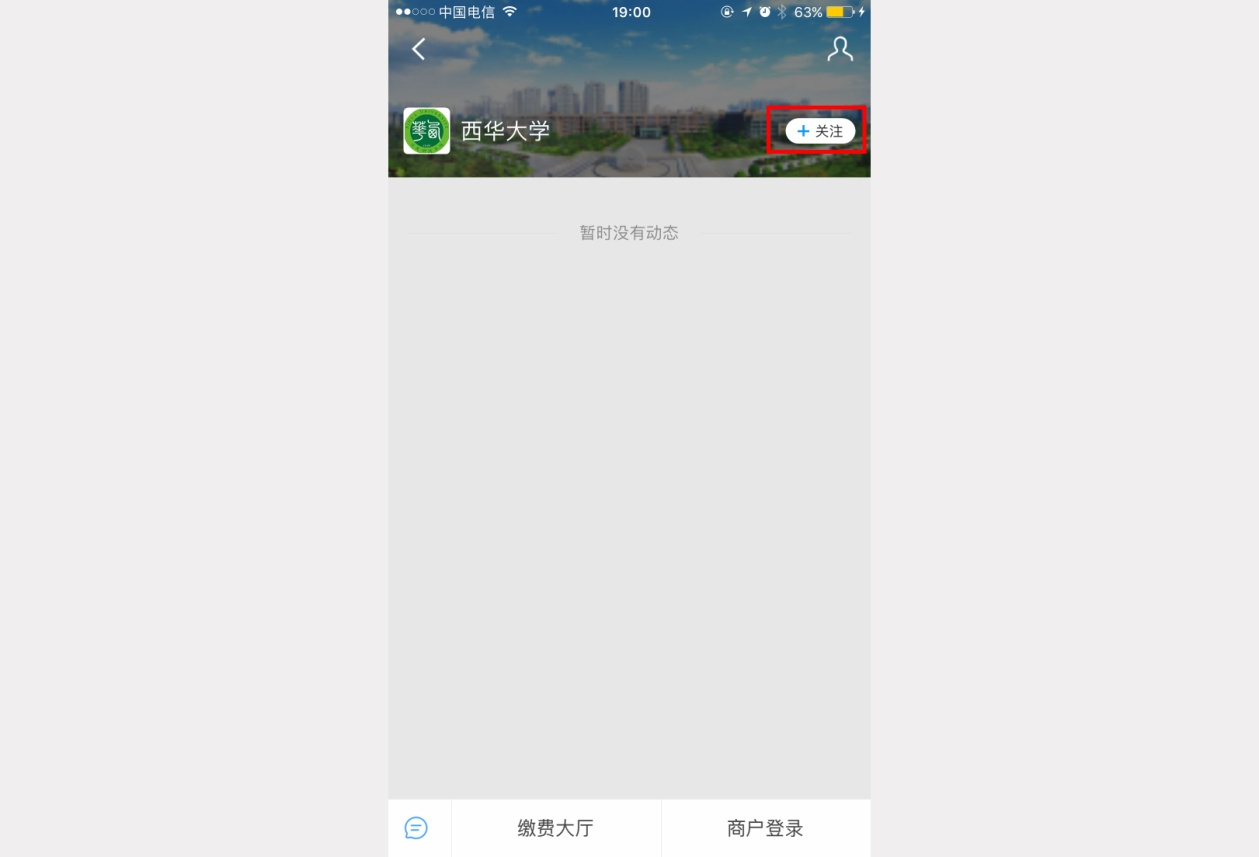 中国电信 19:00 63%
西华大学 + 关注
暂时没有动态
缴费大厅 商户登录